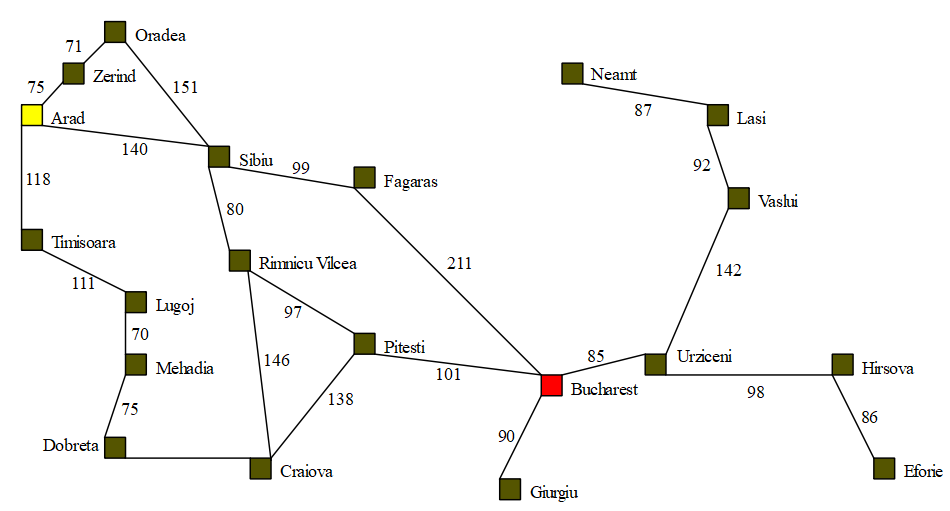 Oradea
71
Neamt
Zerind
75
151
87
Arad
Lasi
140
Sibiu
99
92
118
Fagaras
Vaslui
80
Timisoara
Rimnicu Vilcea
211
142
111
Lugoj
97
70
Pitesti
85
Urziceni
146
Mehadia
101
Hirsova
Bucharest
98
75
138
86
90
Dobreta
Craiova
Eforie
Giurgiu